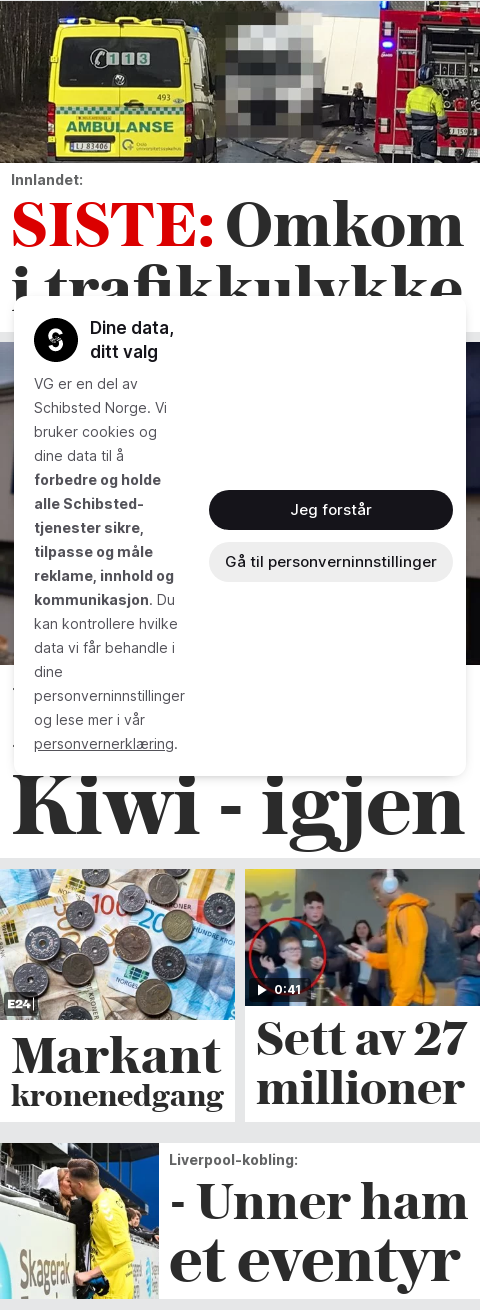 113
493
AMBULANSE
LJ 83406
Innlandet:
SISTE: Omkom
i trafikkulykke
Dine data,
ditt valg
VG er en del av
Schibsted Norge. Vi
bruker cookies og
dine data til å
forbedre og holde
alle Schibsted-
tjenester sikre,
tilpasse og måle
reklame, innhold og
kommunikasjon. Du
kan kontrollere hvilke
data vi får behandle i
dine
personverninnstillinger
og lese mer i vår
personvernerklæring.
Jeg forstår
Gå til personverninnstillinger
Kiwi - igjen
E24
Markant
kronenedgang
0:41
Sett av 27
millioner
Skagerak
Liverpool-kobling:
- Unner ham
et eventyr